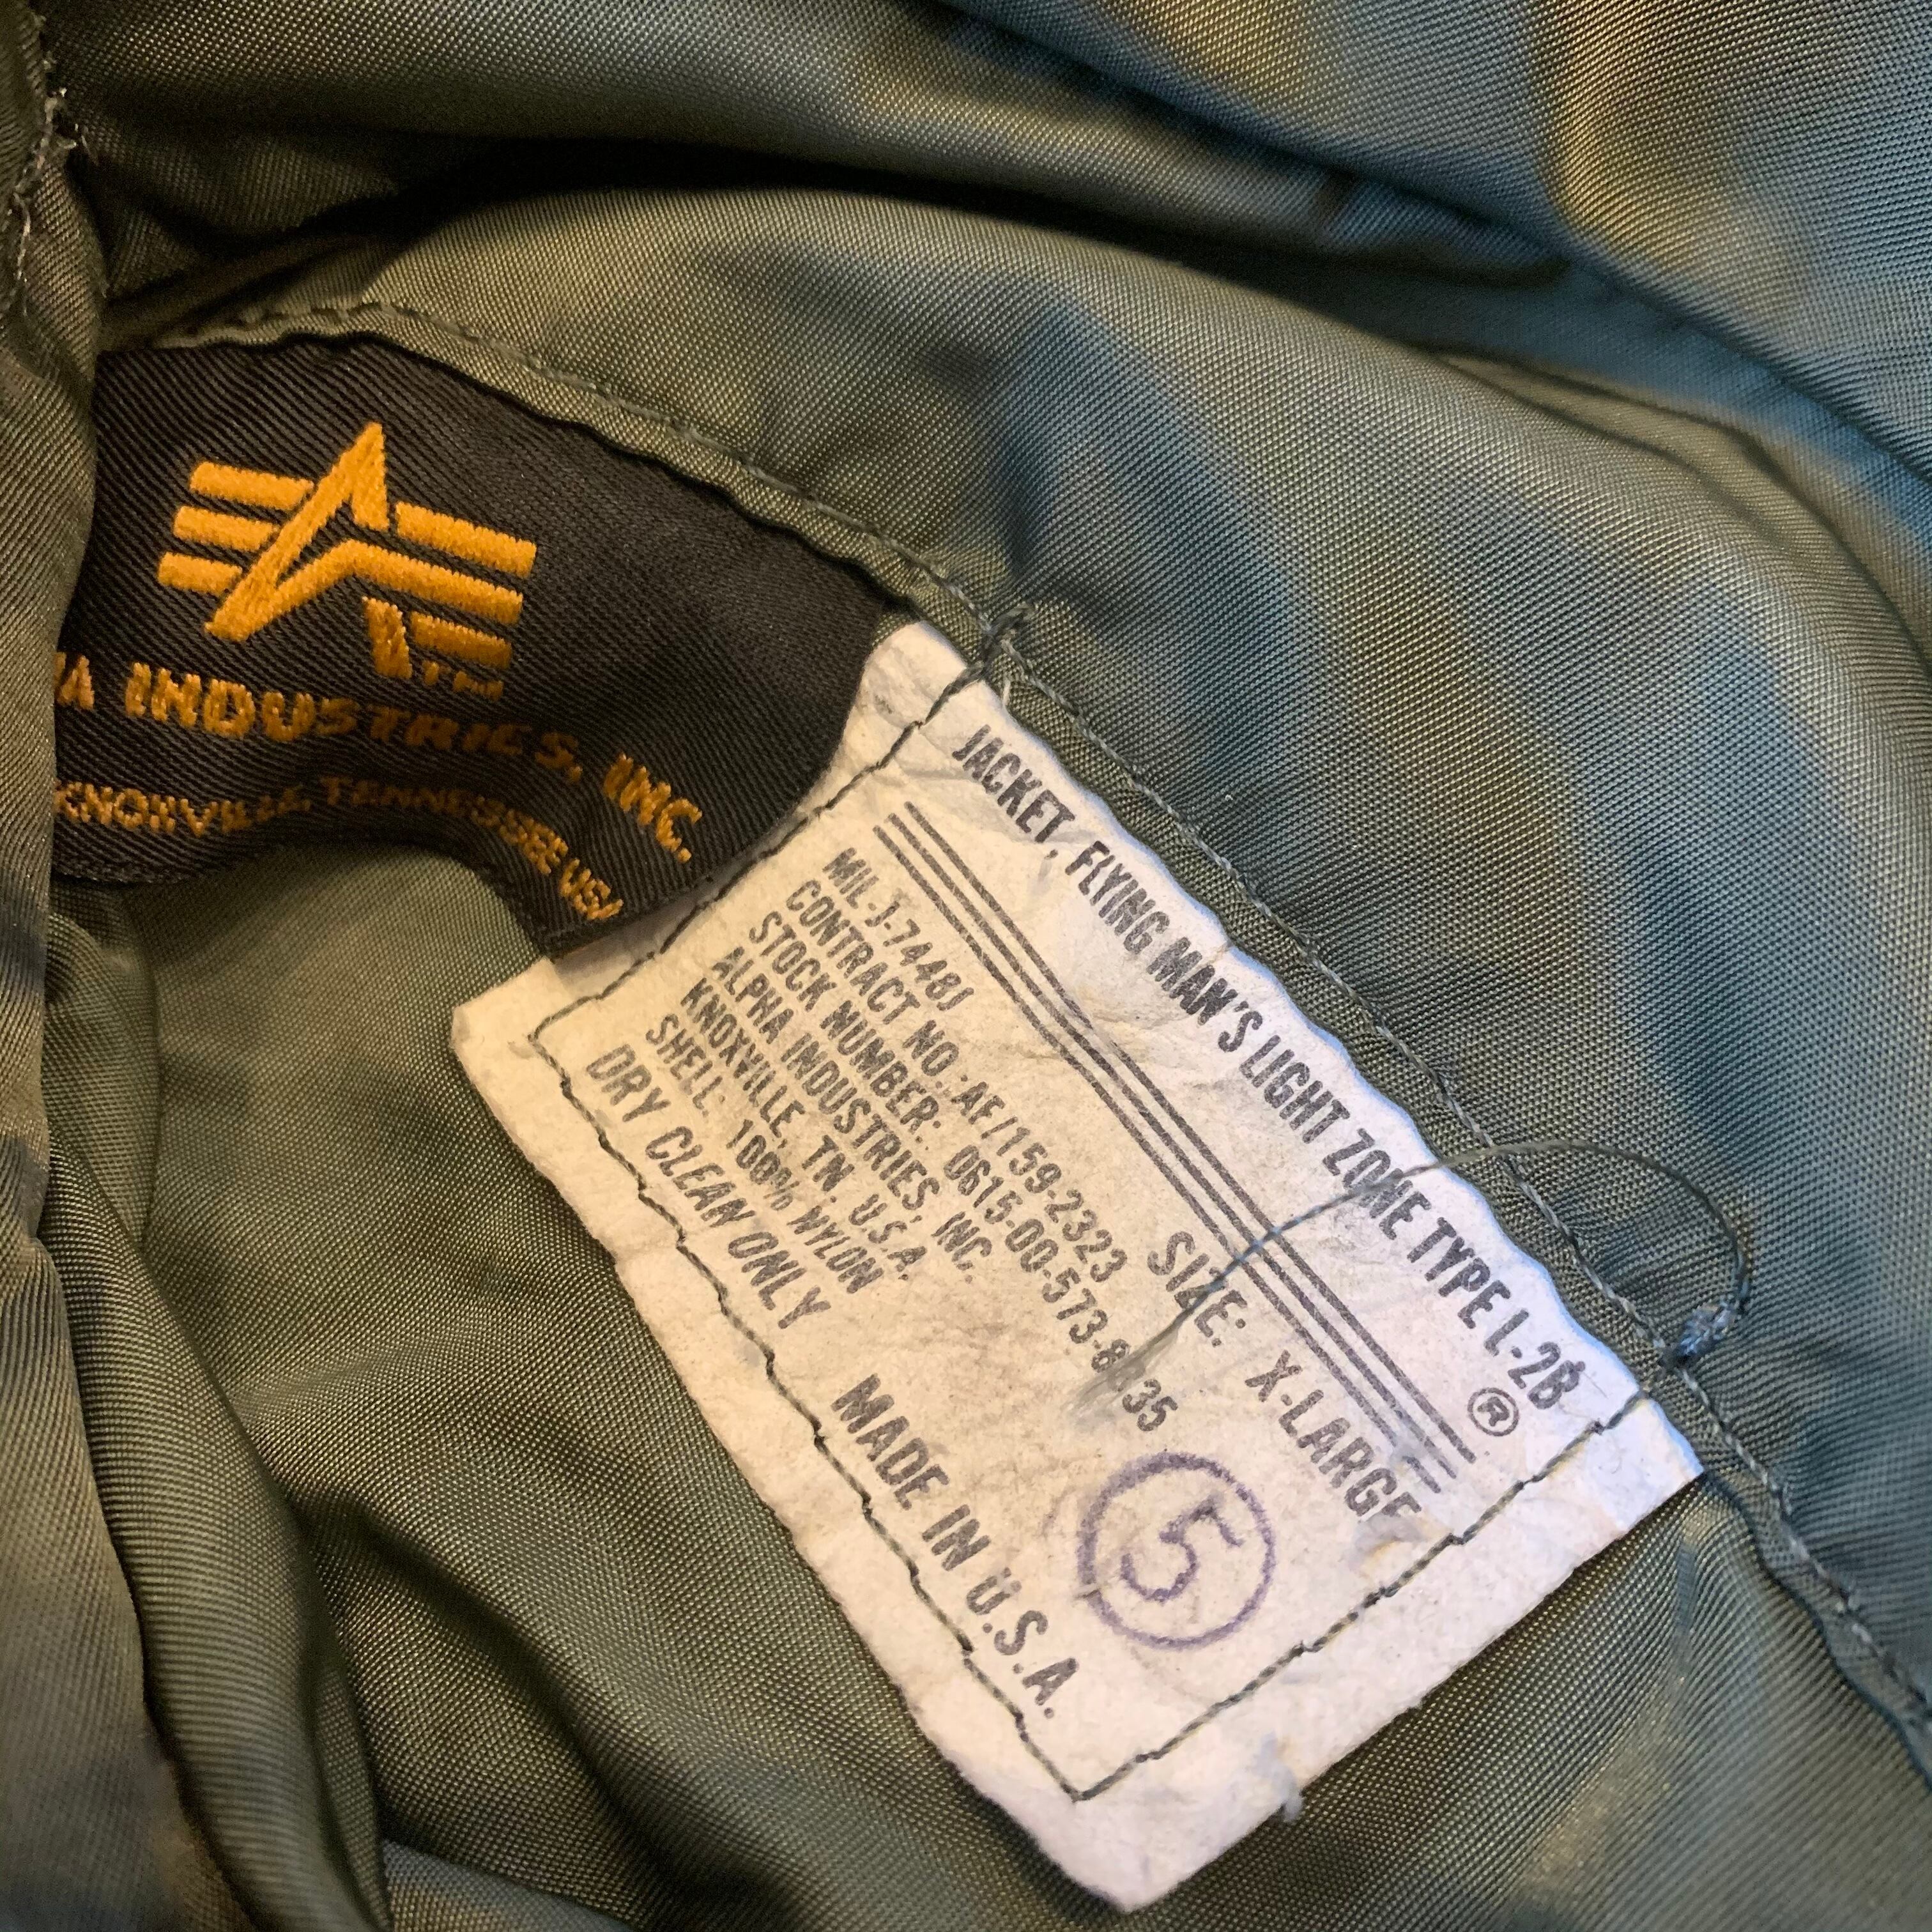 A INDUSTRIES, INC.
KNOXVILLE, TENNESSEE USA
JACKET, FLYING MAN'S LIGHT ZONE TYPE L-2B
®
SIZE: X-LARGE
MIL-J-7448J
CONTRACT NO.:AF/159-2323
STOCK NUMBER: 0615-00-573-8 35
ALPHA INDUSTRIES, INC.
KNOXVILLE, TN. U.S.A.
SHELL: 100% NYLON
DRY CLEAN ONLY
MADE IN U.S.A.
5